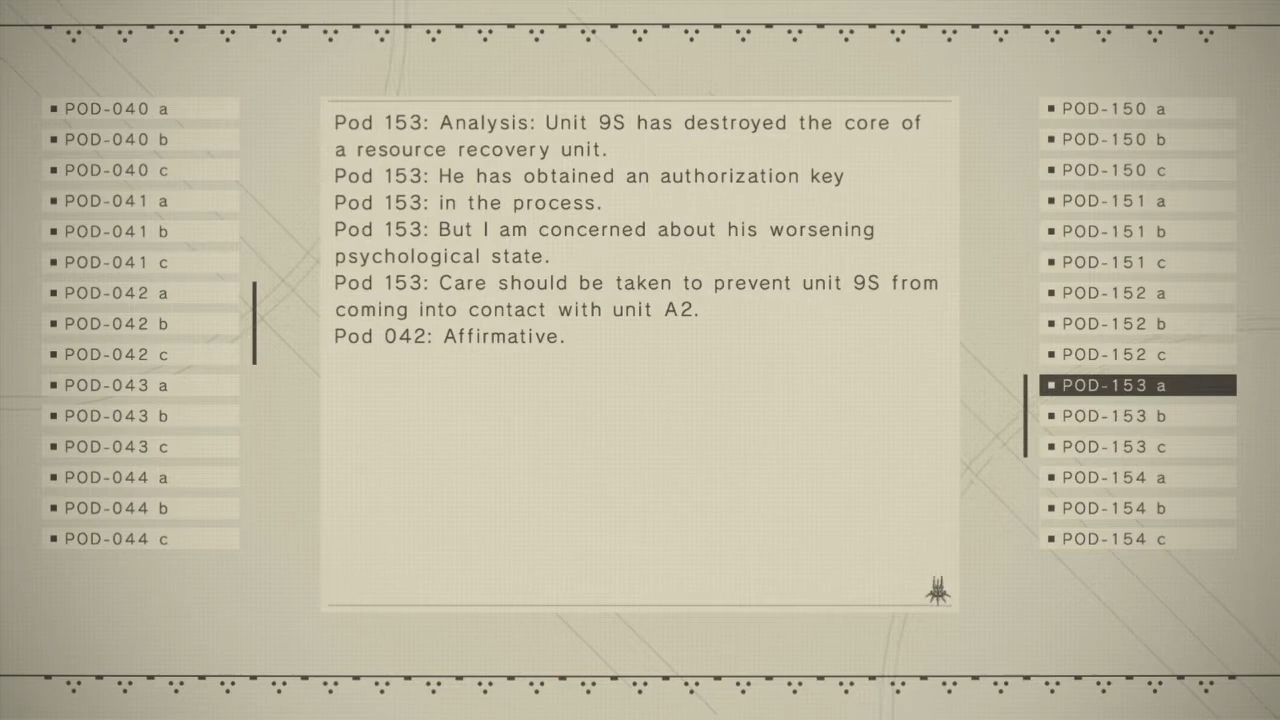 POD-040 a
POD-040 b
POD-040 c
POD-041 a
POD-041 b
POD-041 c
POD-042 a
POD-042 b
POD-042 c
POD-043 a
POD-043 b
POD-043 c
POD-044 a
POD-044 b
POD-044 c
Pod 153: Analysis: Unit 9S has destroyed the core of
a resource recovery unit.
Pod 153: He has obtained an authorization key
Pod 153: in the process.
Pod 153: But I am concerned about his worsening
psychological state.
Pod 153: Care should be taken to prevent unit 9S from
coming into contact with unit A2.
Pod 042: Affirmative.
POD-150 a
POD-150 b
POD-150 c
POD-151 a
POD-151 b
POD-151 c
POD-152 a
POD-152 b
POD-152 c
POD-153 a
POD-153 b
POD-153 c
POD-154 a
POD-154 b
POD-154 c